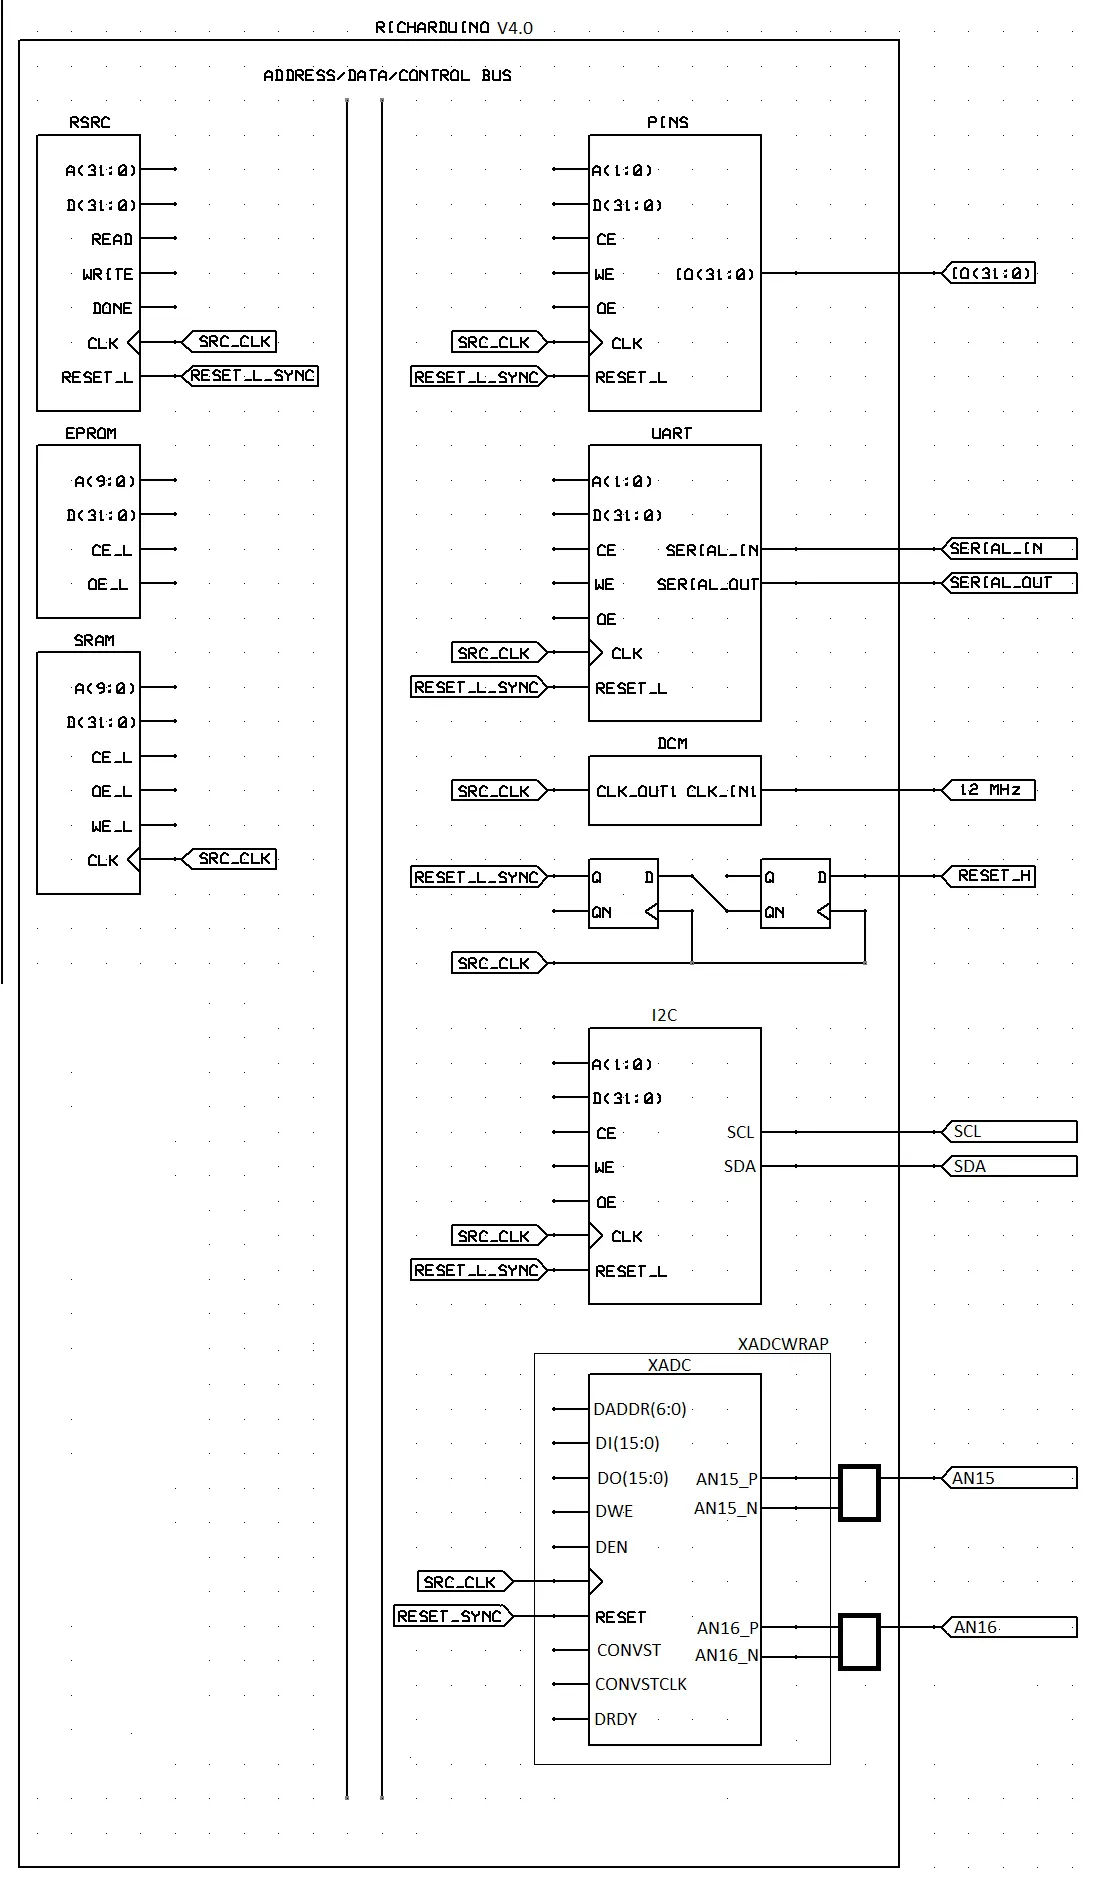 RICHARDUINO V4.0
ADDRESS/DATA/CONTROL BUS
RSRC
A(31:0)
D(31:0)
READ
WRITE
DONE
CLK
SRC_CLK
RESET_L
RESET_L_SYNC
EPROM
A(9:0)
D(31:0)
CE_L
OE_L
SRAM
A(9:0)
D(31:0)
CE_L
OE_L
WE_L
CLK
SRC_CLK
PINS
A(1:0)
D(31:0)
CE
WE
IO(31:0)
IO(31:0)
OE
SRC_CLK
CLK
RESET_L_SYNC
RESET_L
UART
A(1:0)
D(31:0)
CE
SERIAL_IN
SERIAL_IN
WE
SERIAL_OUT
SERIAL_OUT
OE
SRC_CLK
CLK
RESET_L_SYNC
RESET_L
DCM
SRC_CLK
CLK_OUT1 CLK_IN1
12 MHz
RESET_L_SYNC
Q
D
Q
D
RESET_H
QN
QN
SRC_CLK
I2C
A(1:0)
D(31:0)
CE
SCL
SCL
WE
SDA
SDA
OE
SRC_CLK
CLK
RESET_L_SYNC
RESET_L
XADCWRAP
XADC
DADDR(6:0)
DI(15:0)
DO(15:0)
AN15_P
AN15
DWE
AN15_N
DEN
SRC_CLK
RESET_SYNC
RESET
AN16_P
AN16
CONVST
AN16_N
CONVSTCLK
DRDY